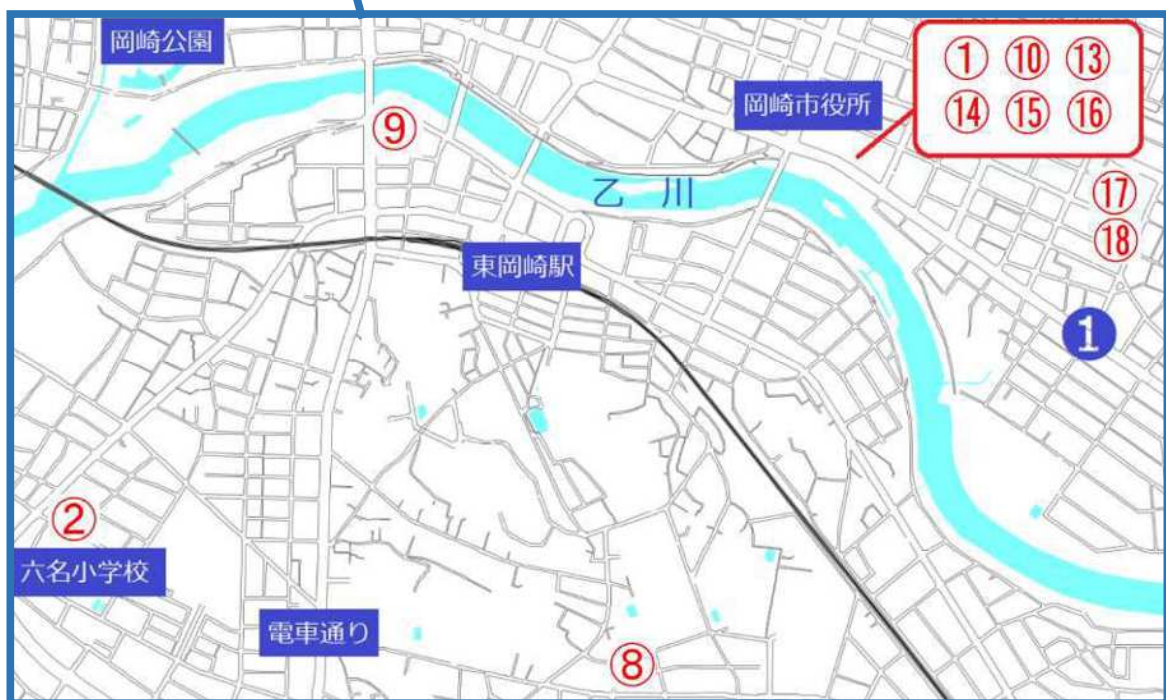 岡崎公園
① ⑩ ⑬
⑭ ⑮ ⑯
岡崎市役所
⑨
乙川
⑰
⑱
東岡崎駅
❶
②
六名小学校
電車通り
⑧